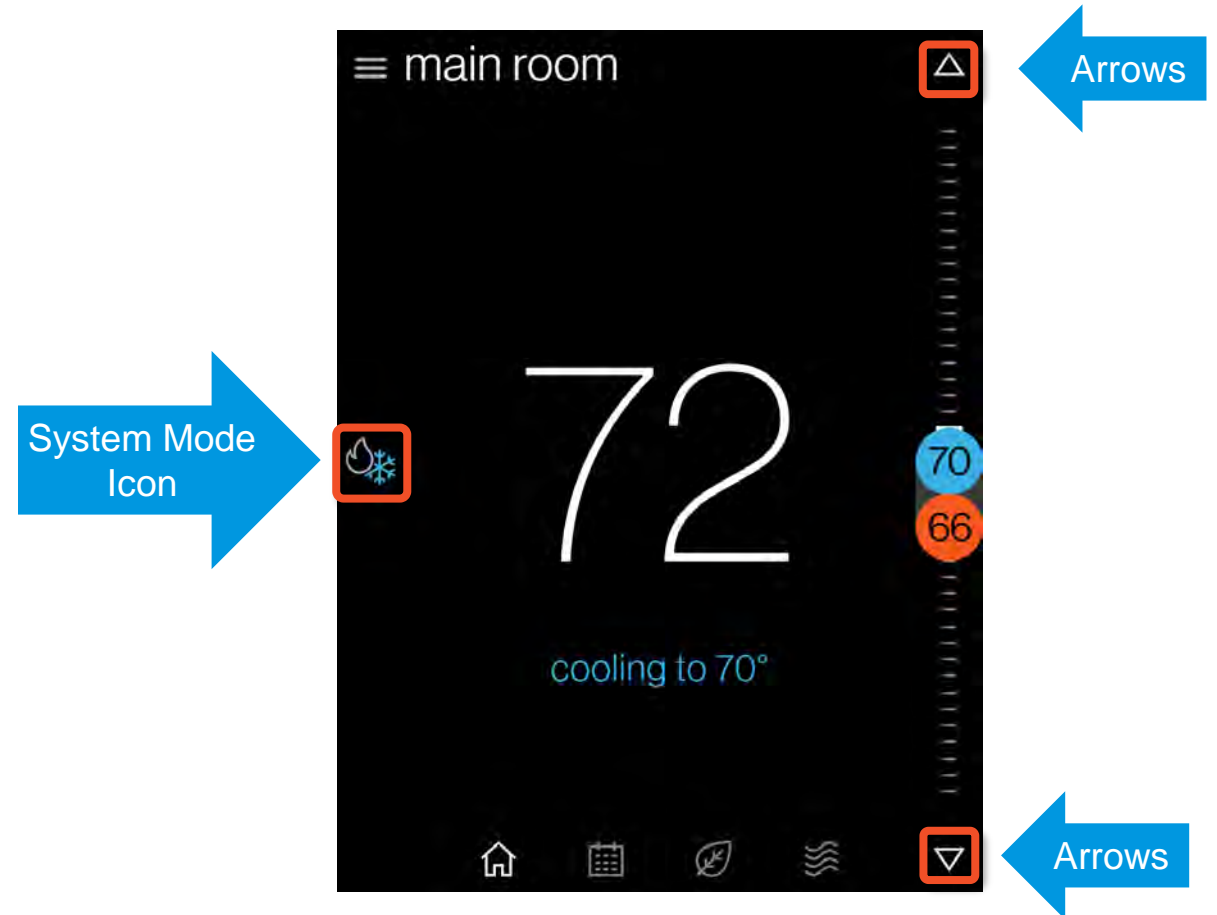 main room
Arrows
System Mode
Icon
72
70
66
cooling to 70°
Arrows